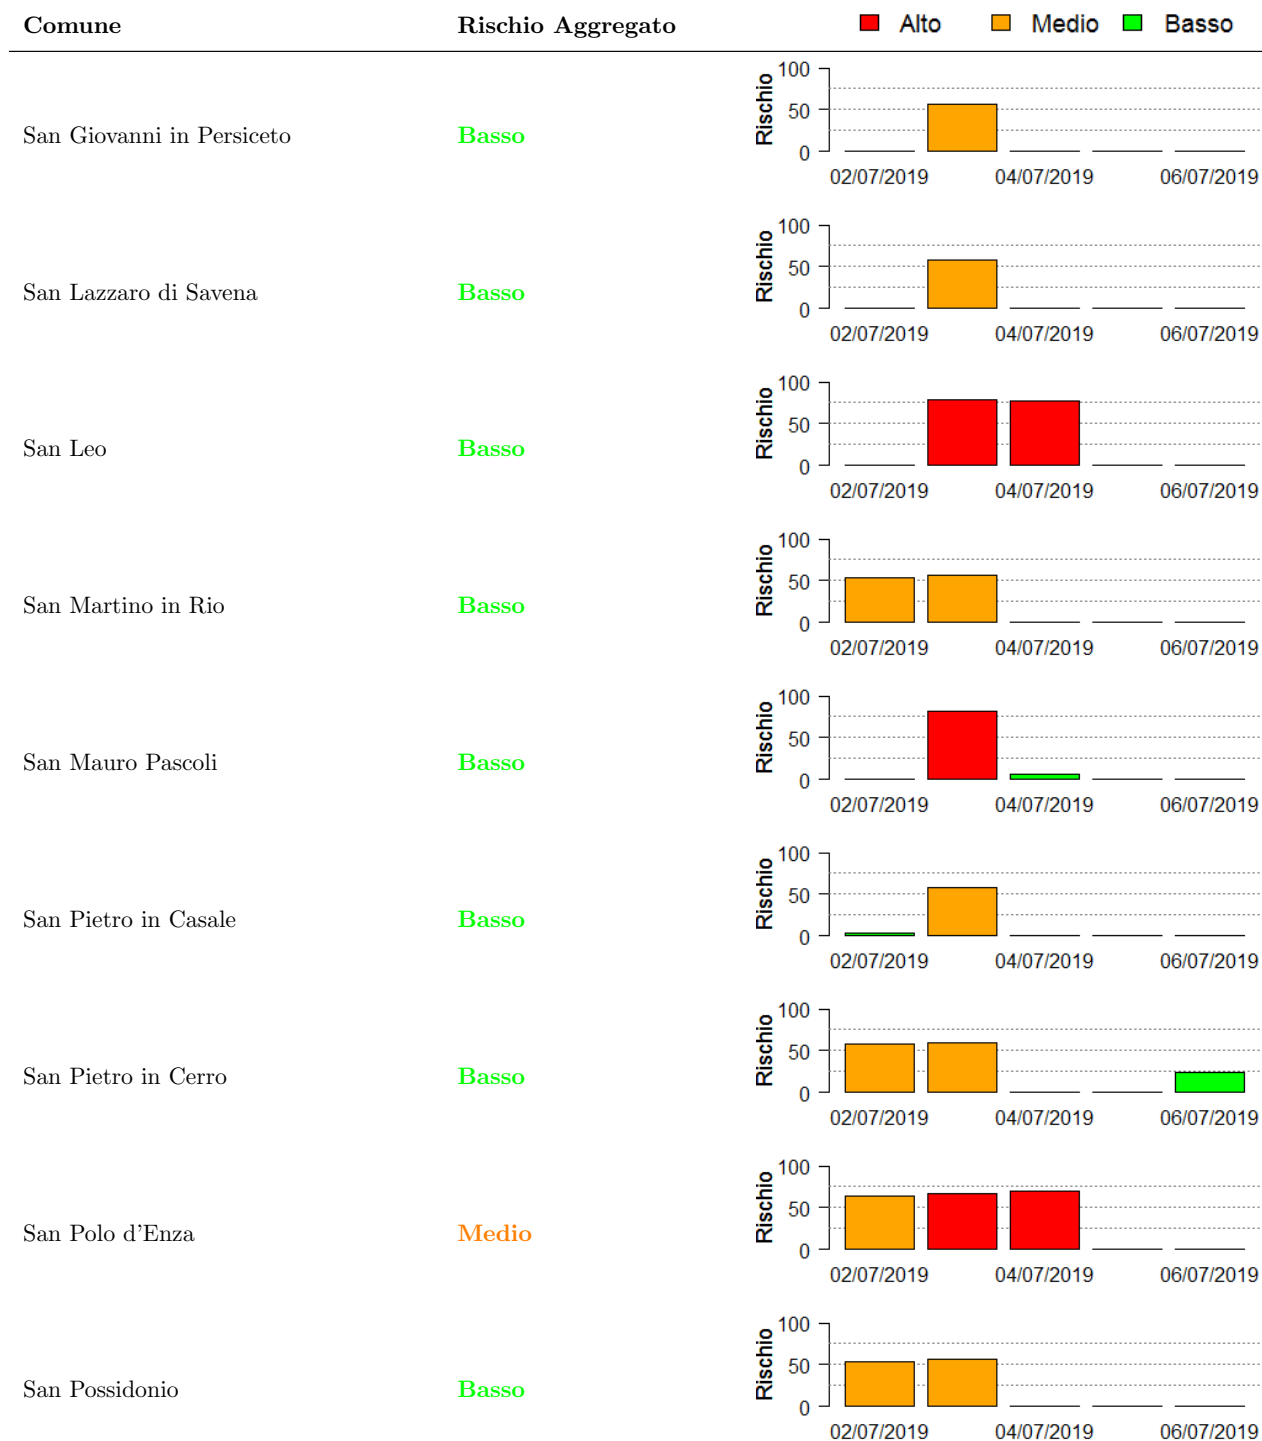 Comune Rischio Aggregato Alto Medio Basso
San Giovanni in Persiceto Basso
Rischio
100
50
0
02/07/2019 04/07/2019 06/07/2019
San Lazzaro di Savena Basso
Rischio
100
50
0
02/07/2019 04/07/2019 06/07/2019
San Leo Basso
Rischio
100
50
0
02/07/2019 04/07/2019 06/07/2019
San Martino in Rio Basso
Rischio
100
50
0
02/07/2019 04/07/2019 06/07/2019
San Mauro Pascoli Basso
Rischio
100
50
0
02/07/2019 04/07/2019 06/07/2019
San Pietro in Casale Basso
Rischio
100
50
0
02/07/2019 04/07/2019 06/07/2019
San Pietro in Cerro Basso
Rischio
100
50
0
02/07/2019 04/07/2019 06/07/2019
San Polo d'Enza Medio
Rischio
100
50
0
02/07/2019 04/07/2019 06/07/2019
San Possidonio Basso
Rischio
100
50
0
02/07/2019 04/07/2019 06/07/2019